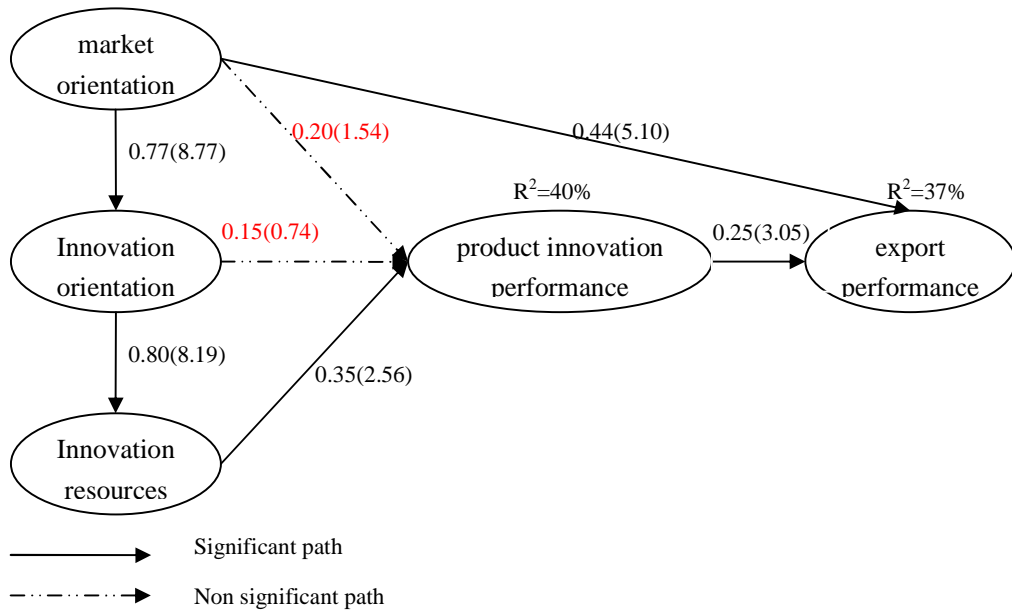 market
orientation
0.20(1.54)
0.44(5.10)
0.77(8.77)
R²=40%
R²=37%
0.15(0.74)
0.25(3.05)
Innovation
orientation
product innovation
performance
export
performance
0.80(8.19)
0.35(2.56)
Innovation
resources
Significant path
Non significant path